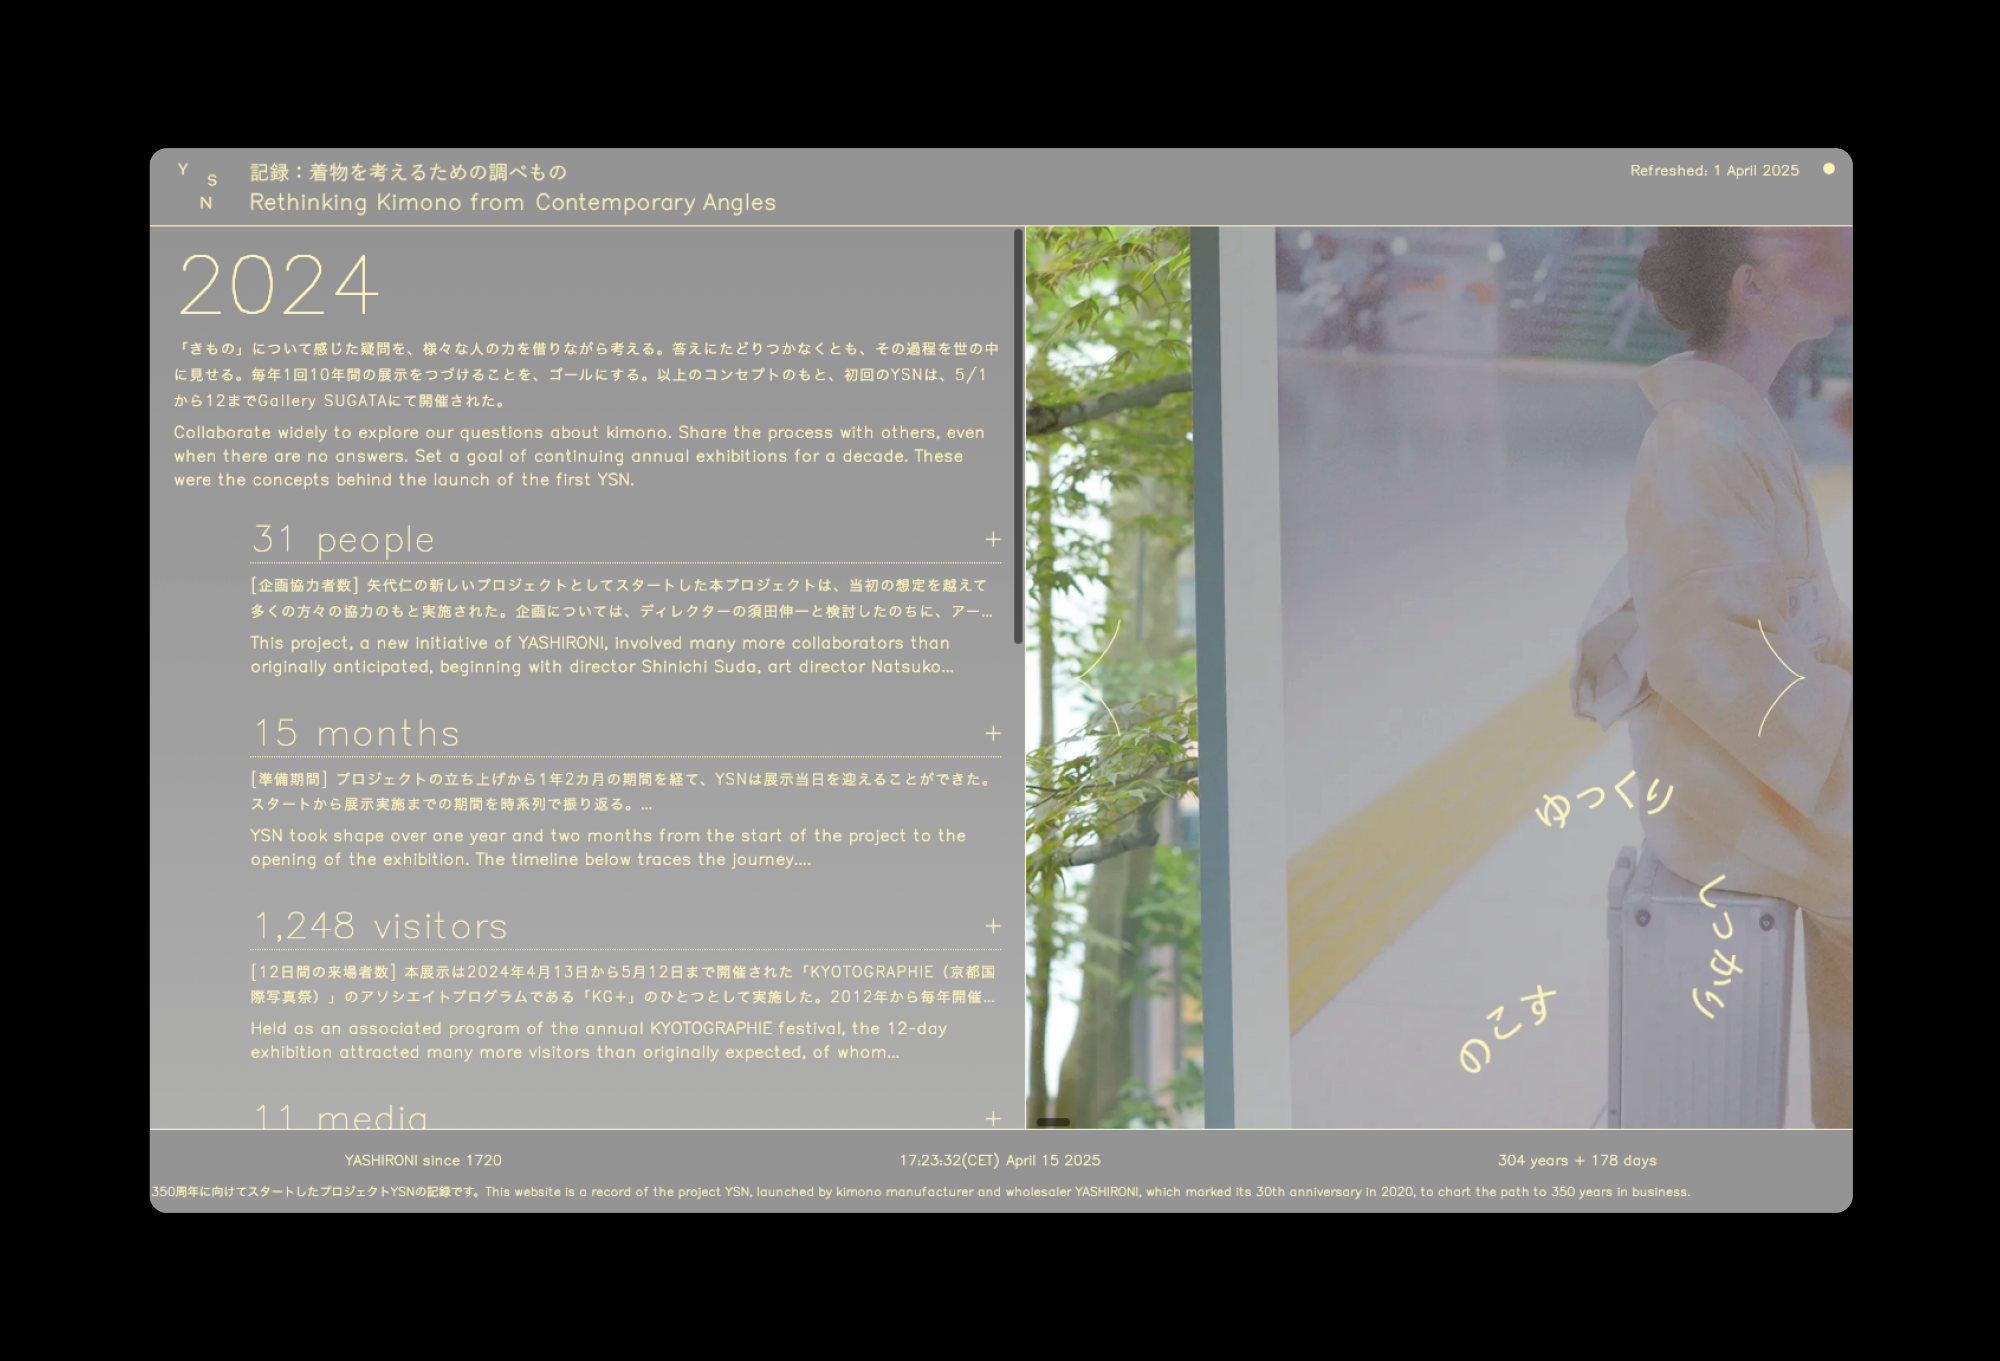 Y
S
N
記録：着物を考えるための調べもの
Rethinking Kimono from Contemporary Angles
Refreshed: 1 April 2025
2024
「きもの」について感じた疑問を、様々な人の力を借りながら考える。答えにたどりつかなくとも、その過程を世の中
に見せる。毎年1回10年間の展示をつづけることを、ゴールにする。以上のコンセプトのもと、初回のYSNは、5/1
から12までGallery SUGATAにて開催された。
Collaborate widely to explore our questions about kimono. Share the process with others, even
when there are no answers. Set a goal of continuing annual exhibitions for a decade. These
were the concepts behind the launch of the first YSN.
31 people
+
[企画協力者数] 矢代仁の新しいプロジェクトとしてスタートした本プロジェクトは、当初の想定を越えて
多くの方々の協力のもと実施された。企画については、ディレクターの須田伸一と検討したのちに、アー...
This project, a new initiative of YASHIRONI, involved many more collaborators than
originally anticipated, beginning with director Shinichi Suda, art director Natsuko...
15 months
+
[準備期間] プロジェクトの立ち上げから1年2カ月の期間を経て、YSNは展示当日を迎えることができた。
スタートから展示実施までの期間を時系列で振り返る。...
YSN took shape over one year and two months from the start of the project to the
opening of the exhibition. The timeline below traces the journey....
1,248 visitors
+
[12日間の来場者数] 本展示は2024年4月13日から5月12日まで開催された「KYOTOGRAPHIE（京都国
際写真祭）」のアソシエイトプログラムである「KG+」のひとつとして実施した。2012年から毎年開催...
Held as an associated program of the annual KYOTOGRAPHIE festival, the 12-day
exhibition attracted many more visitors than originally expected, of whom...
11 media
+
ゆっくり
しっかり
のこす
YASHIRONI since 1720
17:23:32(CET) April 15 2025
304 years + 178 days
350周年に向けてスタートしたプロジェクトYSNの記録です。This website is a record of the project YSN, launched by kimono manufacturer and wholesaler YASHIRONI, which marked its 30th anniversary in 2020, to chart the path to 350 years in business.